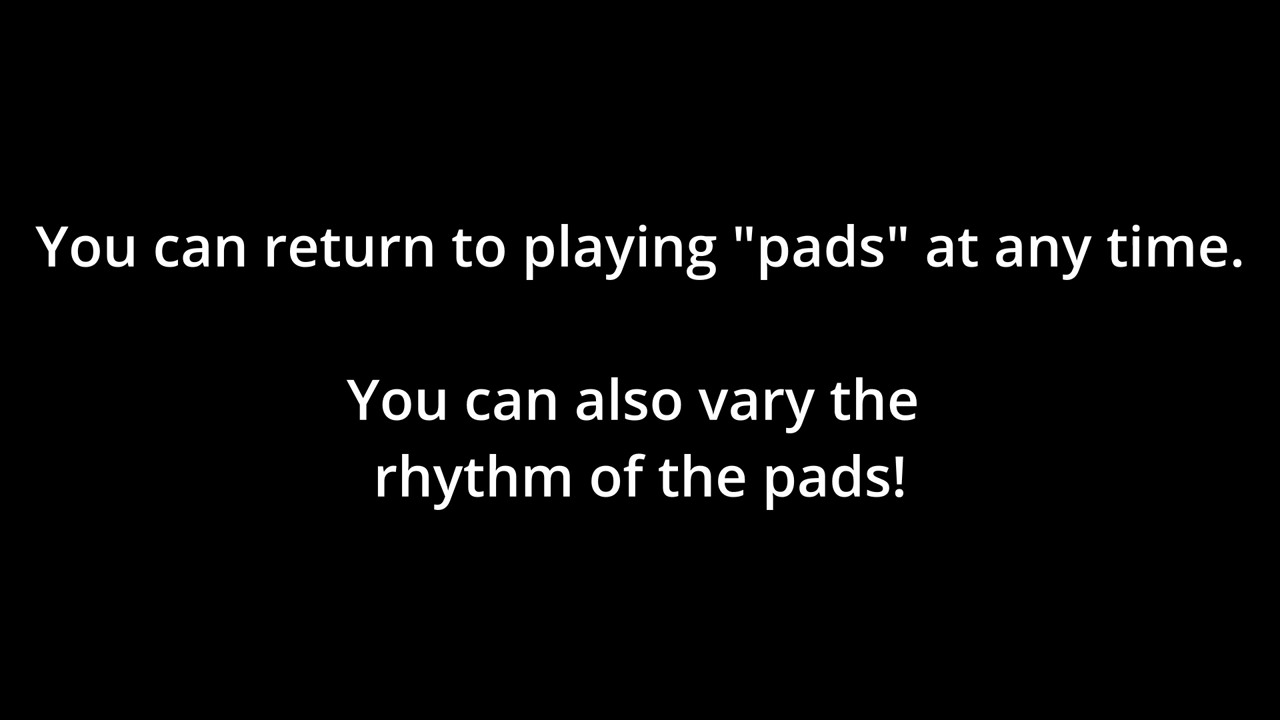 You can return to playing "pads" at any time.
You can also vary the
rhythm of the pads!